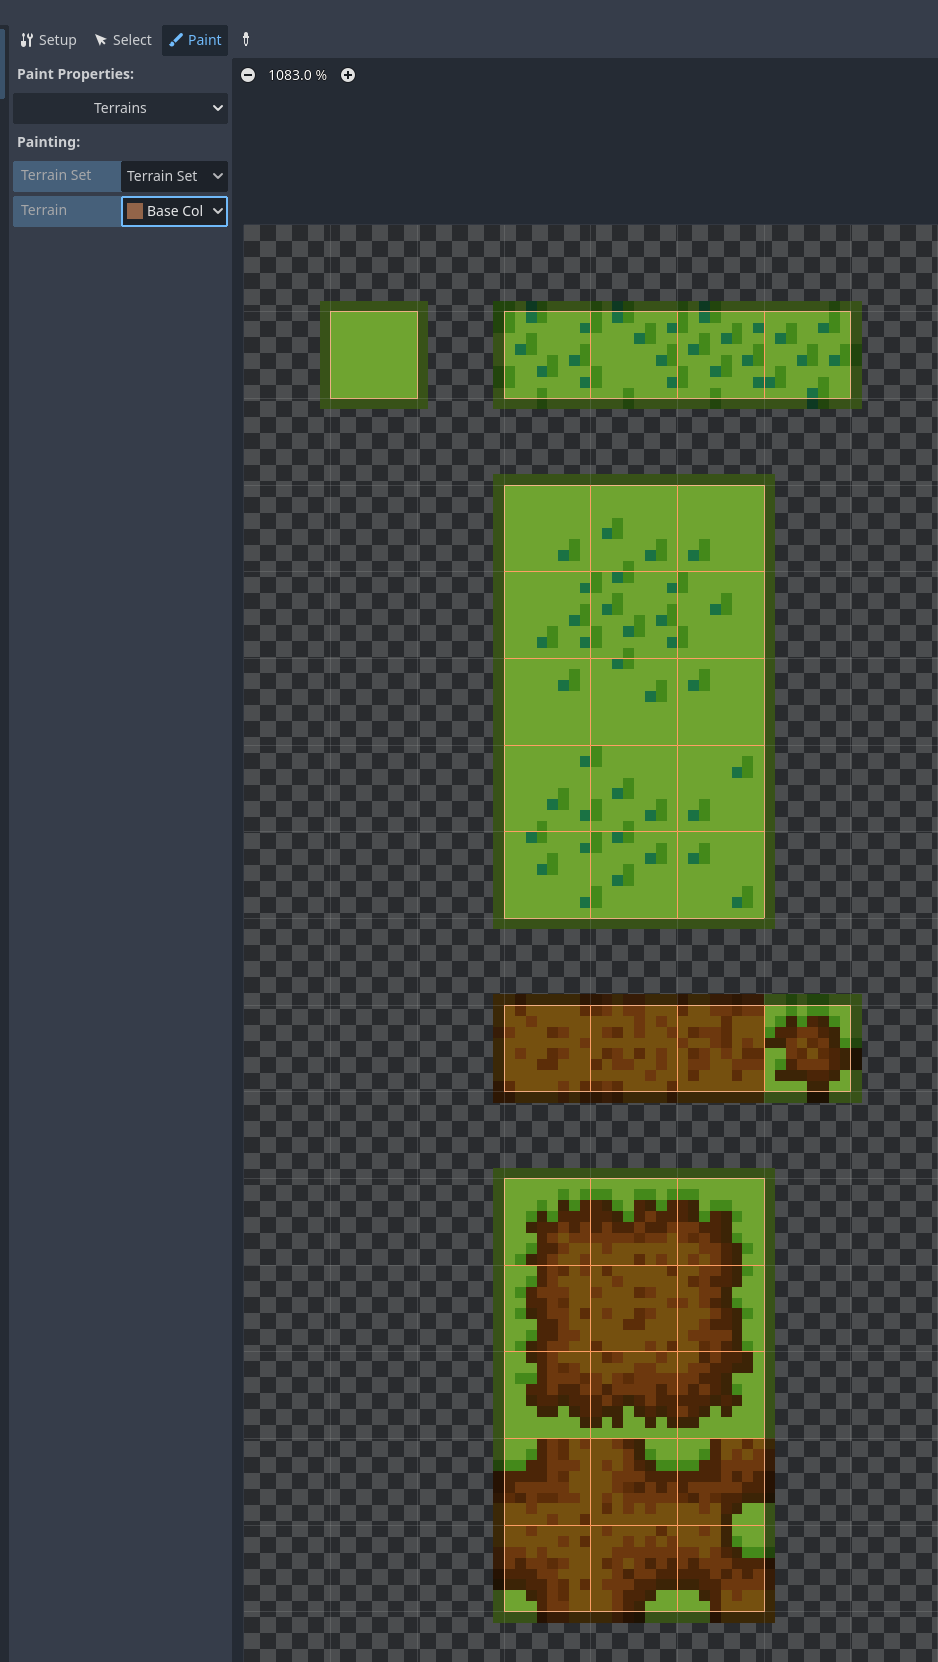 Setup Select Paint
Paint Properties:
1083.0 %
Terrains
Painting:
Terrain Set Terrain Set
Terrain Base Col